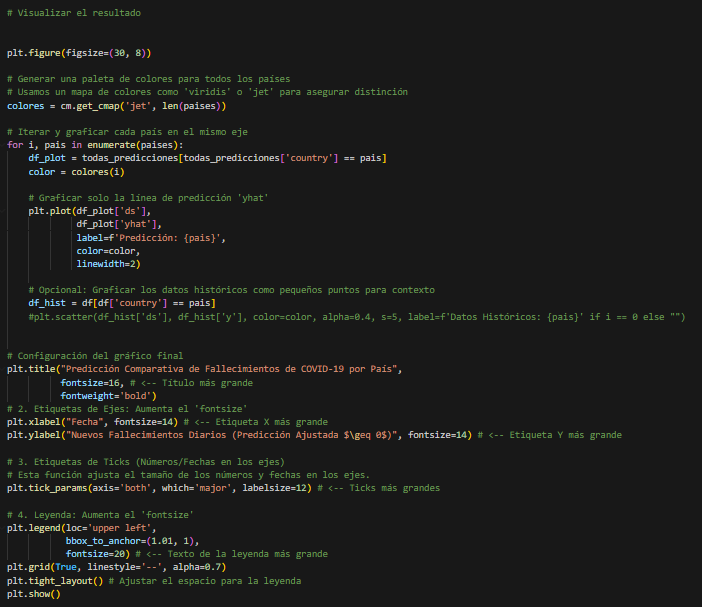 # Visualizar el resultado
plt.figure(figsize=(30, 8))
# Generar una paleta de colores para todos los países
# Usamos un mapa de colores como 'viridis' o 'jet' para asegurar distinción
colores = cm.get_cmap('jet', len(paises))
# Iterar y graficar cada país en el mismo eje
for i, pais in enumerate(paises):
    df_plot = todas_predicciones[todas_predicciones['country'] == pais]
    color = colores(i)
    # Graficar solo la línea de predicción 'yhat'
    plt.plot(df_plot['ds'],
             df_plot['yhat'],
             label=f'Predicción: {pais}',
             color=color,
             linewidth=2)
    # Opcional: Graficar los datos históricos como pequeños puntos para contexto
    df_hist = df[df['country'] == pais]
    #plt.scatter(df_hist['ds'], df_hist['y'], color=color, alpha=0.4, s=5, label=f'Datos Históricos: {pais}' if i == 0 else "")
# Configuración del gráfico final
plt.title("Predicción Comparativa de Fallecimientos de COVID-19 por País",
          fontsize=16, # <-- Título más grande
          fontweight='bold')
# 2. Etiquetas de Ejes: Aumenta el 'fontsize'
plt.xlabel("Fecha", fontsize=14) # <-- Etiqueta X más grande
plt.ylabel("Nuevos Fallecimientos Diarios (Predicción Ajustada $\geq 0$)", fontsize=14) # <-- Etiqueta Y más grande
# 3. Etiquetas de Ticks (Números/Fechas en los ejes)
# Esta función ajusta el tamaño de los números y fechas en los ejes.
plt.tick_params(axis='both', which='major', labelsize=12) # <-- Ticks más grandes
# 4. Leyenda: Aumenta el 'fontsize'
plt.legend(loc='upper left',
           bbox_to_anchor=(1.01, 1),
           fontsize=20) # <-- Texto de la leyenda más grande
plt.grid(True, linestyle='--', alpha=0.7)
plt.tight_layout() # Ajustar el espacio para la leyenda
plt.show()